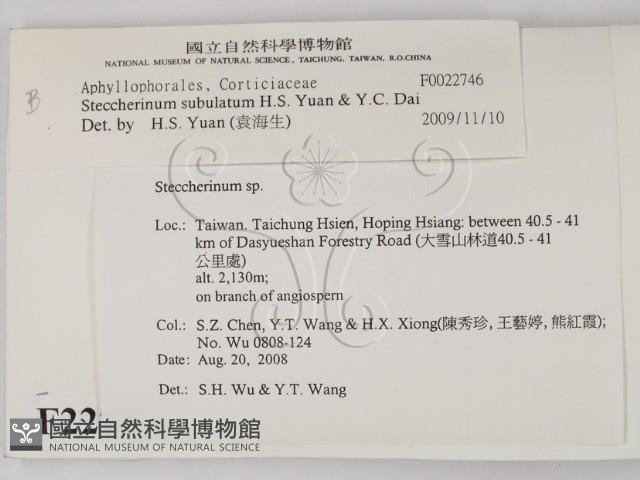 國立自然科學博物館
NATIONAL MUSEUM OF NATURAL SCIENCE, TAICHUNG, TAIWAN, R.O.CHINA
B
Aphyllophorales, Corticiaceae F0022746
Steccherinum subulatum H.S. Yuan & Y.C. Dai
Det. by H.S. Yuan (袁海生) 2009/11/10
Steccherinum sp.
Loc.: Taiwan. Taichung Hsien, Hoping Hsiang: between 40.5 - 41
km of Dasyueshan Forestry Road (大雪山林道40.5 - 41
公里處)
alt. 2,130m;
on branch of angiospern
Col.: S.Z. Chen, Y.T. Wang & H.X. Xiong(陳秀珍, 王藝婷, 熊紅霞);
No. Wu 0808-124
Date: Aug. 20, 2008
Det.: S.H. Wu & Y.T. Wang
F22
國立自然科學博物館
NATIONAL MUSEUM OF NATURAL SCIENCE